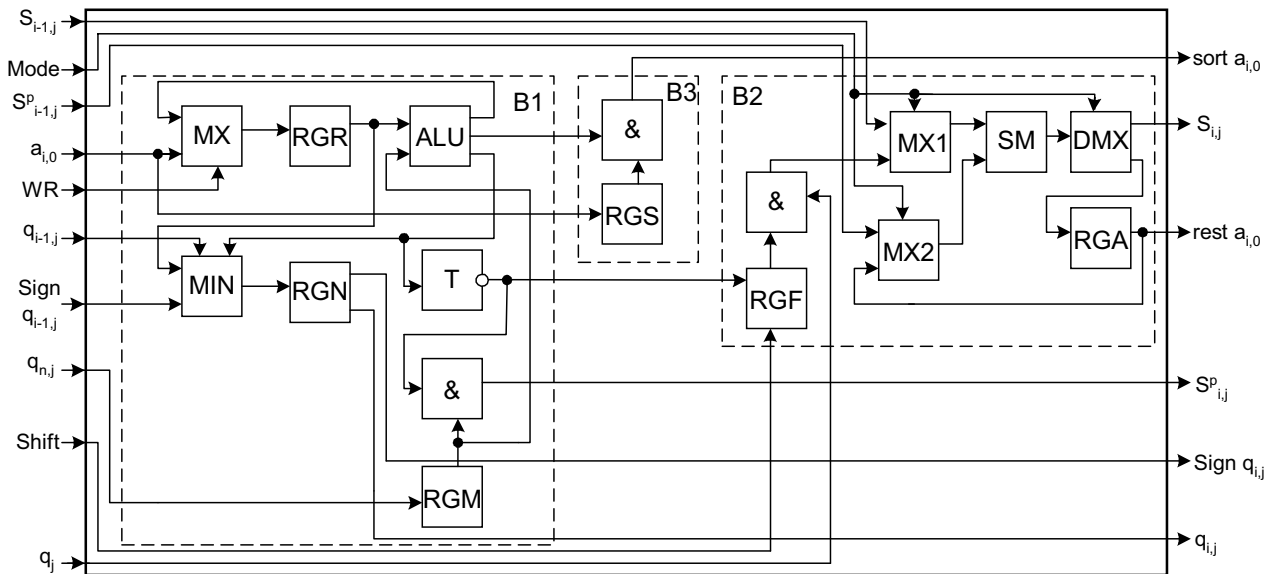 S_{i-1,j}
Mode
S^p_{i-1,j}
a_{i,0}
WR
q_{i-1,j}
Sign
q_{i-1,j}
q_{n,j}
Shift
q_j
B1
MX
RGR
ALU
MIN
RGN
T
&
RGM
B3
&
RGS
B2
MX1
SM
DMX
&
MX2
RGA
RGF
sort a_{i,0}
S_{i,j}
rest a_{i,0}
S^p_{i,j}
Sign q_{i,j}
q_{i,j}